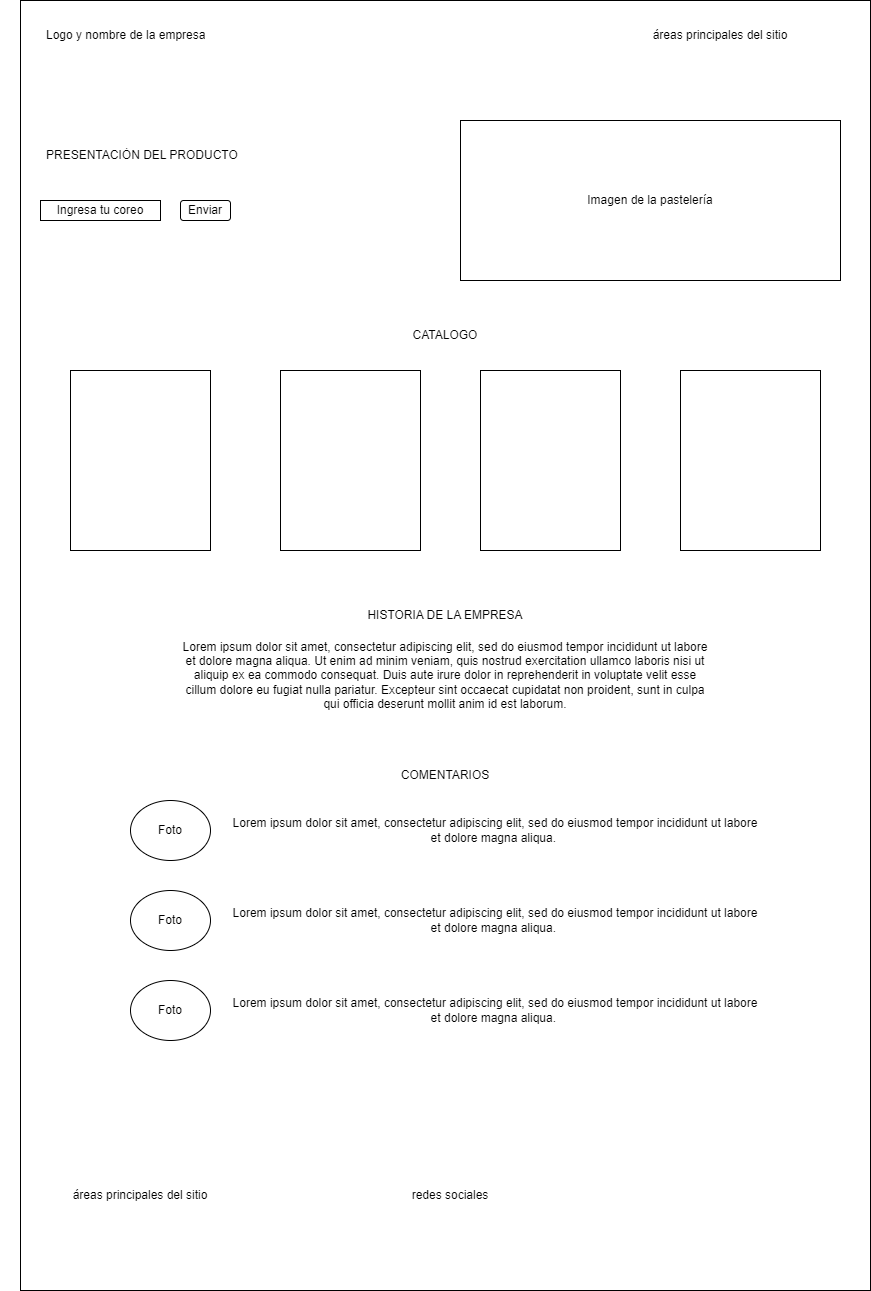 Logo y nombre de la empresa
áreas principales del sitio
PRESENTACIÓN DEL PRODUCTO
Ingresa tu coreo
Enviar
Imagen de la pastelería
CATALOGO
HISTORIA DE LA EMPRESA
Lorem ipsum dolor sit amet, consectetur adipiscing elit, sed do eiusmod tempor incididunt ut labore
et dolore magna aliqua. Ut enim ad minim veniam, quis nostrud exercitation ullamco laboris nisi ut
aliquip ex ea commodo consequat. Duis aute irure dolor in reprehenderit in voluptate velit esse
cillum dolore eu fugiat nulla pariatur. Excepteur sint occaecat cupidatat non proident, sunt in culpa
qui officia deserunt mollit anim id est laborum.
COMENTARIOS
Foto
Lorem ipsum dolor sit amet, consectetur adipiscing elit, sed do eiusmod tempor incididunt ut labore
et dolore magna aliqua.
Foto
Lorem ipsum dolor sit amet, consectetur adipiscing elit, sed do eiusmod tempor incididunt ut labore
et dolore magna aliqua.
Foto
Lorem ipsum dolor sit amet, consectetur adipiscing elit, sed do eiusmod tempor incididunt ut labore
et dolore magna aliqua.
áreas principales del sitio
redes sociales